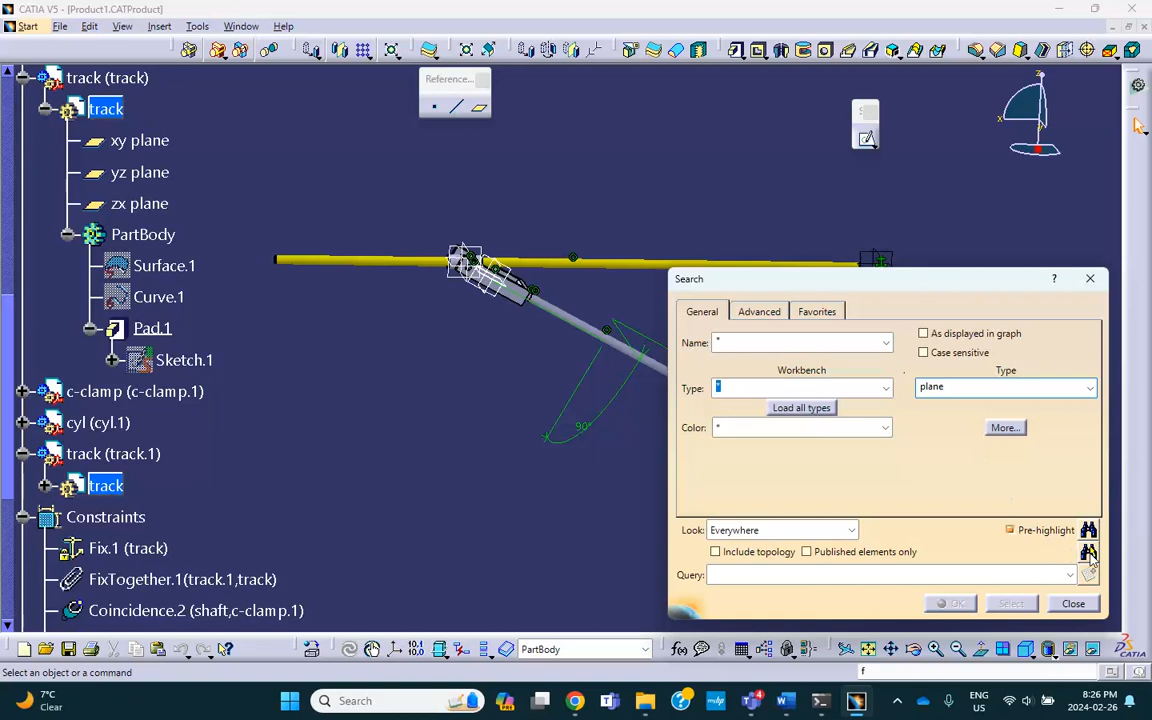 CATIA V5 - [Product1.CATProduct]
Start File Edit View Insert Tools Window Help
track (track)
track
xy plane
yz plane
zx plane
PartBody
Surface.1
Curve.1
Pad.1
Sketch.1
c-clamp (c-clamp.1)
cyl (cyl.1)
track (track.1)
track
Constraints
Fix.1 (track)
FixTogether.1(track.1,track)
Coincidence.2 (shaft,c-clamp.1)
Reference...
S
z
x
y
90°
Search
?
General Advanced Favorites
Name: *
As displayed in graph
Case sensitive
Workbench Type
Type: * plane
Load all types
Color: *
More...
Look: Everywhere
Pre-highlight
Include topology Published elements only
Query:
OK Select Close
10.0
PartBody
f(x)
CATIA
Select an object or a command
f
7°C
Clear
Search
ENG
US
8:26 PM
2024-02-26